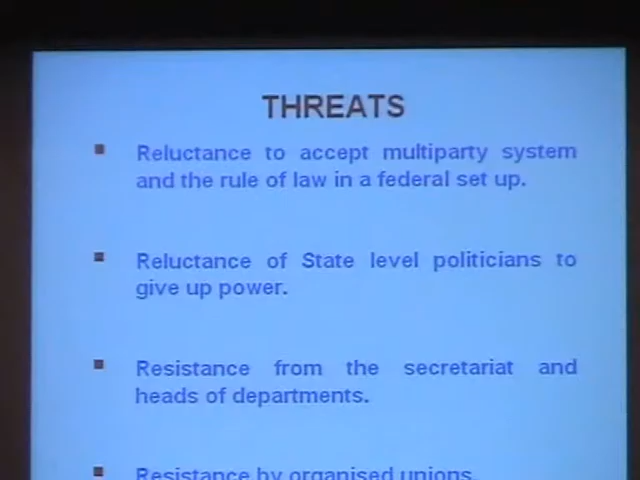 THREATS
▪ Reluctance to accept multiparty system
and the rule of law in a federal set up.
▪ Reluctance of State level politicians to
give up power.
▪ Resistance from the secretariat and
heads of departments.
▪ Resistance by organised unions.